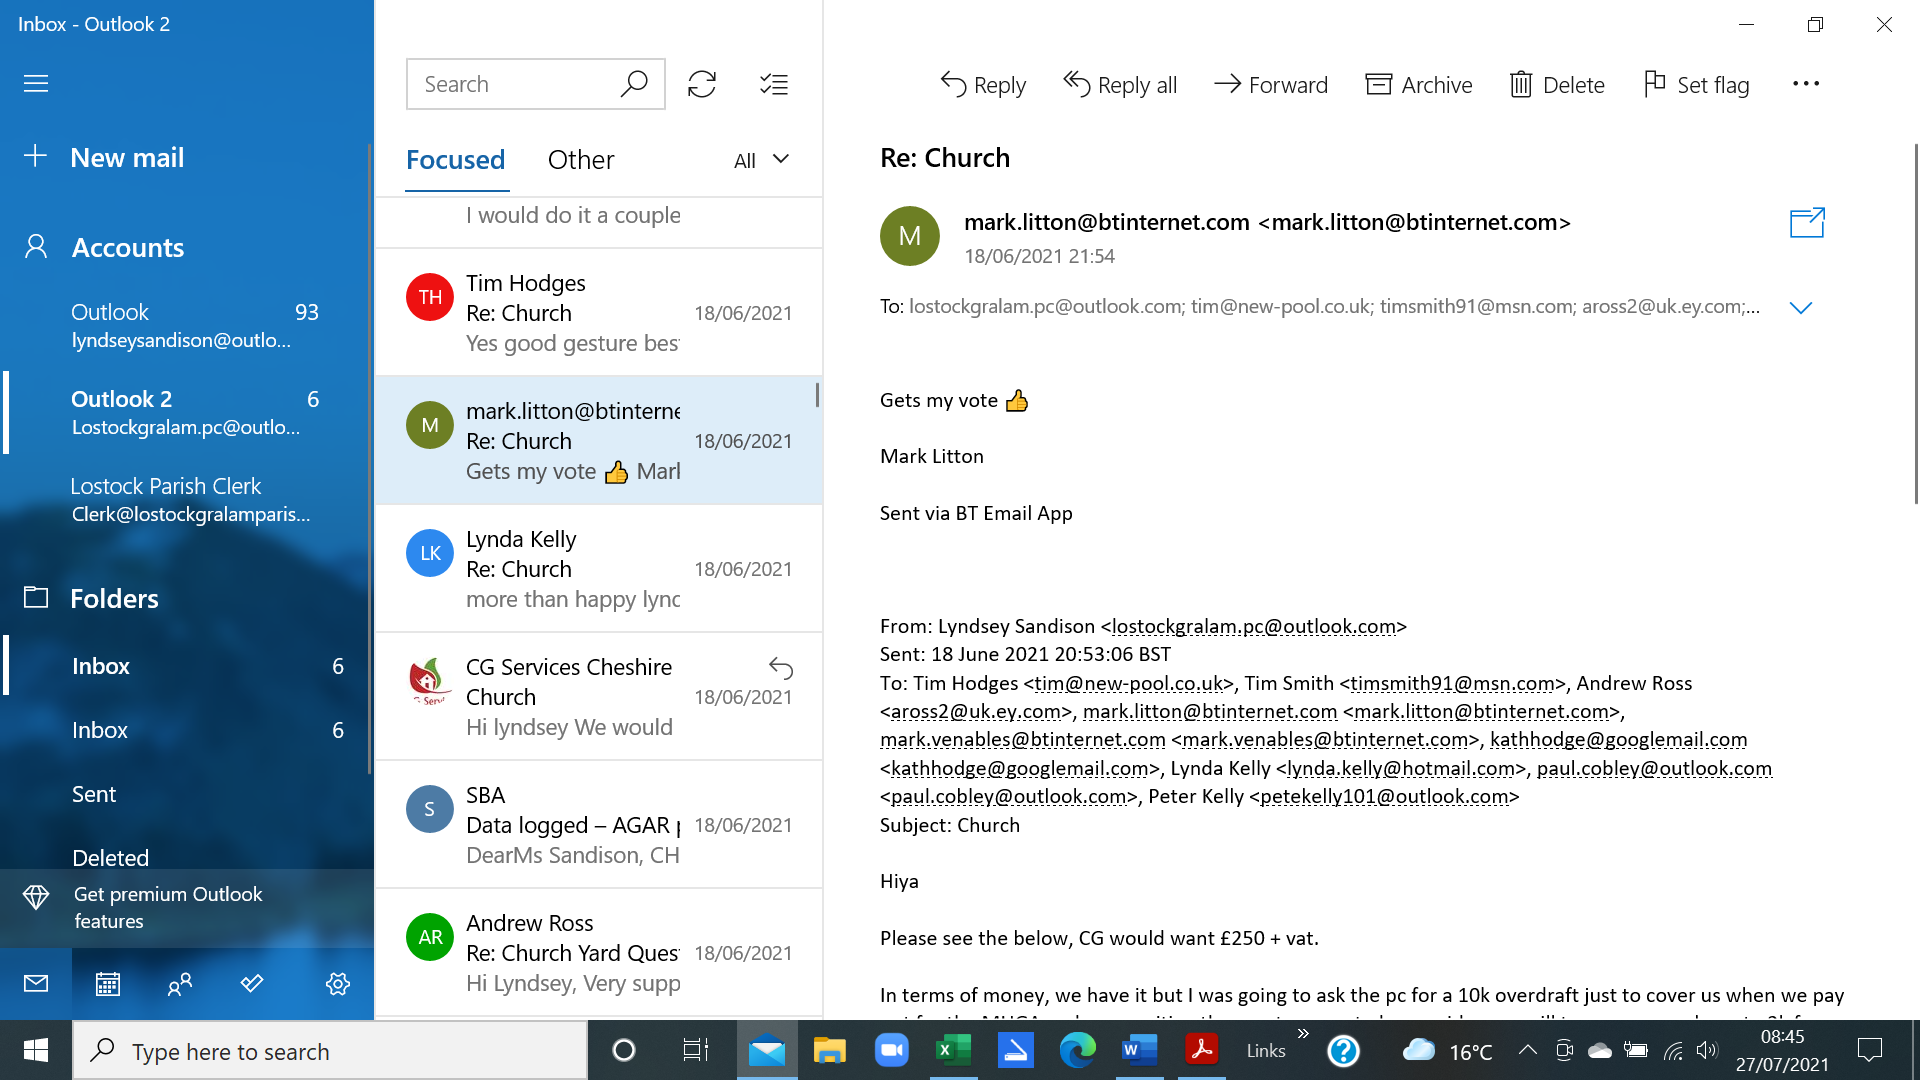 Inbox - Outlook 2
New mail
Accounts
Outlook 93
lyndseysandison@outlo...
Outlook 2 6
Lostockgralam.pc@outlo...
Lostock Parish Clerk
Clerk@lostockgralamparis...
Folders
Inbox 6
Inbox 6
Sent
Deleted
Get premium Outlook
features
Search
Focused Other All
I would do it a couple
TH
Tim Hodges
Re: Church 18/06/2021
Yes good gesture bes
M
mark.litton@btinterne
Re: Church 18/06/2021
Gets my vote 👍 Mark
LK
Lynda Kelly
Re: Church 18/06/2021
more than happy lync
CG Services Cheshire
Church 18/06/2021
Hi lyndsey We would
S
SBA
Data logged – AGAR 18/06/2021
DearMs Sandison, CH
AR
Andrew Ross
Re: Church Yard Ques 18/06/2021
Hi Lyndsey, Very supp
Reply Reply all Forward Archive Delete Set flag
Re: Church
M
mark.litton@btinternet.com <mark.litton@btinternet.com>
18/06/2021 21:54
To: lostockgralam.pc@outlook.com; tim@new-pool.co.uk; timsmith91@msn.com; aross2@uk.ey.com;...
Gets my vote 👍
Mark Litton
Sent via BT Email App
From: Lyndsey Sandison <lostockgralam.pc@outlook.com>
Sent: 18 June 2021 20:53:06 BST
To: Tim Hodges <tim@new-pool.co.uk>, Tim Smith <timsmith91@msn.com>, Andrew Ross
<aross2@uk.ey.com>, mark.litton@btinternet.com <mark.litton@btinternet.com>,
mark.venables@btinternet.com <mark.venables@btinternet.com>, kathhodge@googlemail.com
<kathhodge@googlemail.com>, Lynda Kelly <lynda.kelly@hotmail.com>, paul.cobley@outlook.com
<paul.cobley@outlook.com>, Peter Kelly <petekelly101@outlook.com>
Subject: Church
Hiya
Please see the below, CG would want £250 + vat.
In terms of money, we have it but I was going to ask the pc for a 10k overdraft just to cover us when we pay
Type here to search
Links
16°C
08:45
27/07/2021